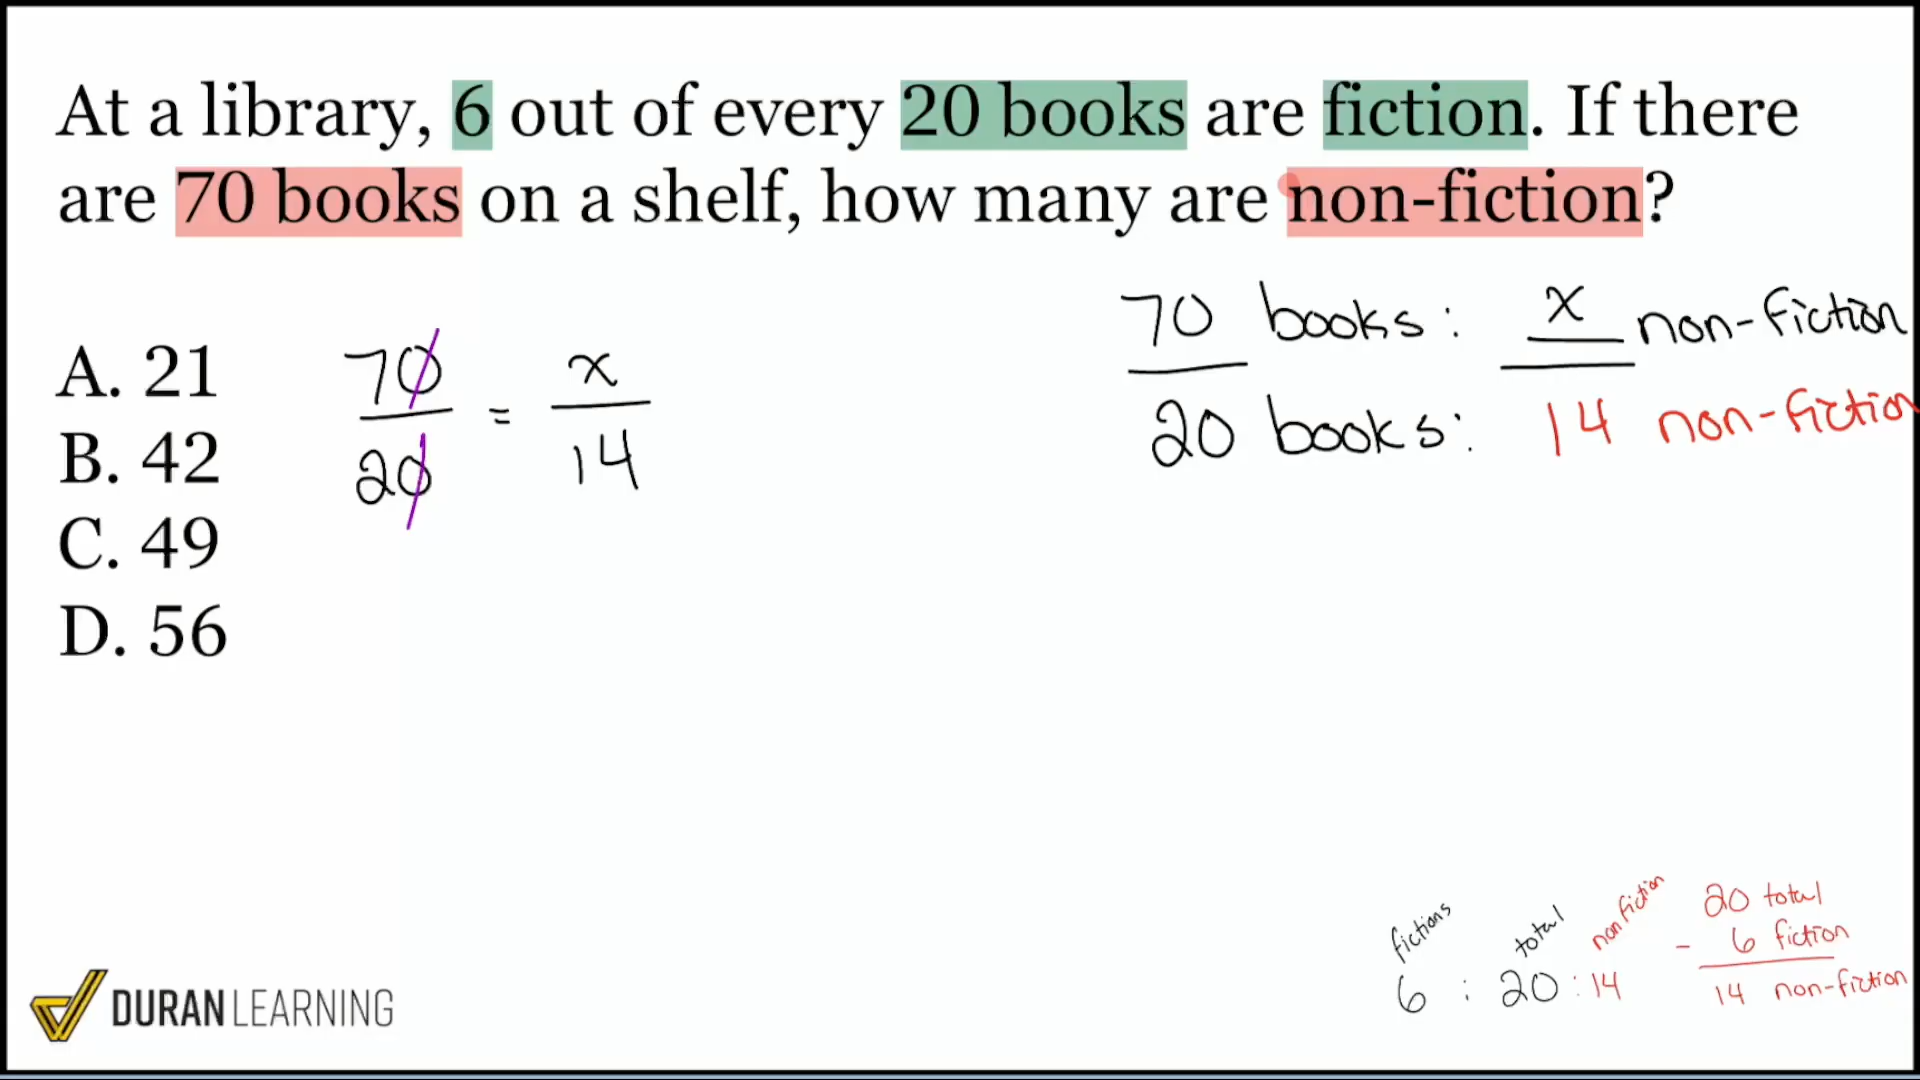 At a library, 6 out of every 20 books are fiction. If there
are 70 books on a shelf, how many are non-fiction?
A. 21
B. 42
C. 49
D. 56
70
20
=
x
14
70 books: x non-fiction
20 books: 14 non-fiction
fictions total nonfiction
6 : 20 : 14
20 total
- 6 fiction
14 non-fiction
DURAN LEARNING